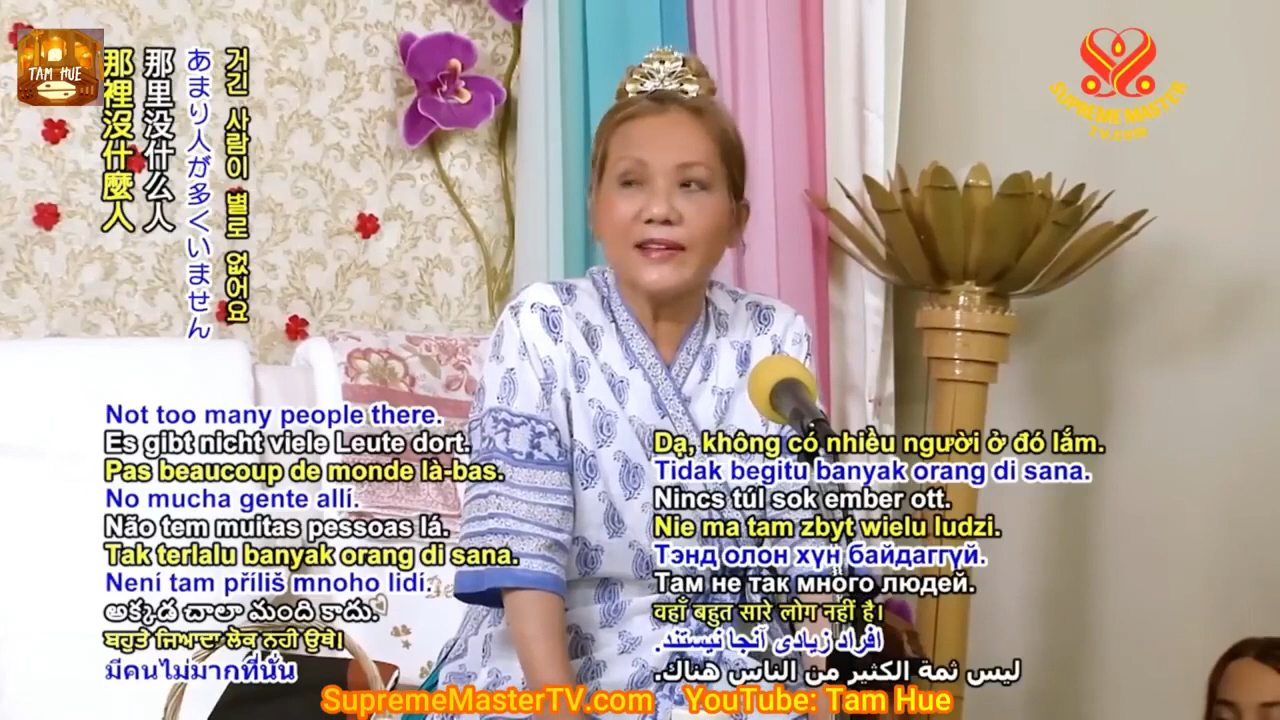 TAM HUE
那裡沒什麼人
那里没什么人
あまり人が多くいません
거긴 사람이 별로 없어요
SUPREME MASTER
TV.COM
Not too many people there.
Es gibt nicht viele Leute dort.
Pas beaucoup de monde là-bas.
No mucha gente allí.
Não tem muitas pessoas lá.
Tak terlalu banyak orang di sana.
Není tam příliš mnoho lidí.
అక్కడ చాలా మంది కాదు.
ਬਹੁਤੇ ਜਿਆਦਾ ਲੋਕ ਨਹੀ ਉਥੇ।
มีคนไม่มากที่นั่น
Dạ, không có nhiều người ở đó lắm.
Tidak begitu banyak orang di sana.
Nincs túl sok ember ott.
Nie ma tam zbyt wielu ludzi.
Тэнд олон хүн байдаггүй.
Там не так много людей.
वहाँ बहुत सारे लोग नहीं है।
افراد زیادی آنجا نیستند.
ليس ثمة الكثير من الناس هناك.
SupremeMasterTV.com YouTube: Tam Hue